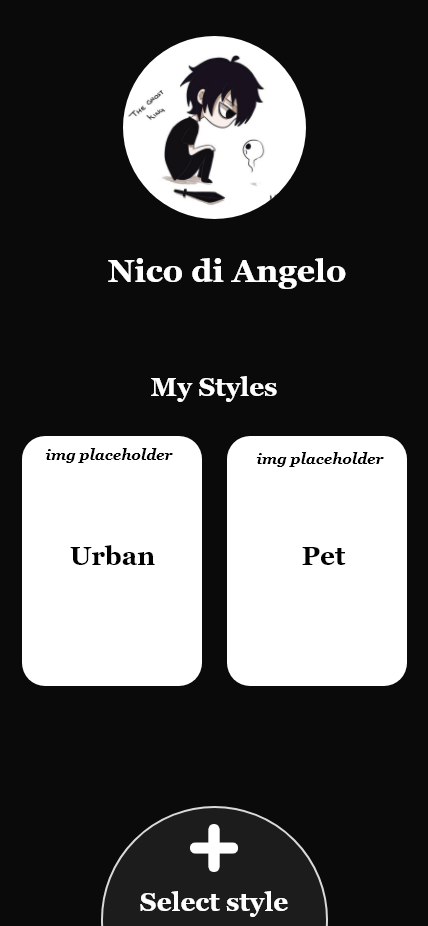 THE GHOST
KING
Nico di Angelo
My Styles
img placeholder
img placeholder
Urban
Pet
Select style